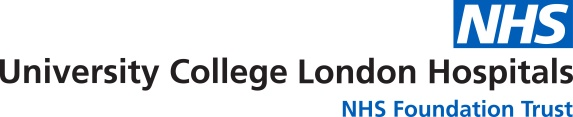 NHS
University College London Hospitals
NHS Foundation Trust